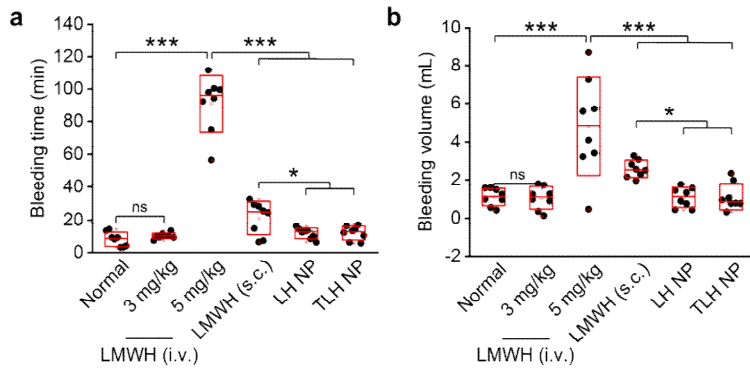 a
***
***
*
ns
Bleeding time (min)
140
120
100
80
60
40
20
0
Normal
3 mg/kg
5 mg/kg
LMWH (s.c.)
LH NP
TLH NP
LMWH (i.v.)
b
***
***
*
ns
Bleeding volume (mL)
10
8
6
4
2
0
-2
Normal
3 mg/kg
5 mg/kg
LMWH (s.c.)
LH NP
TLH NP
LMWH (i.v.)